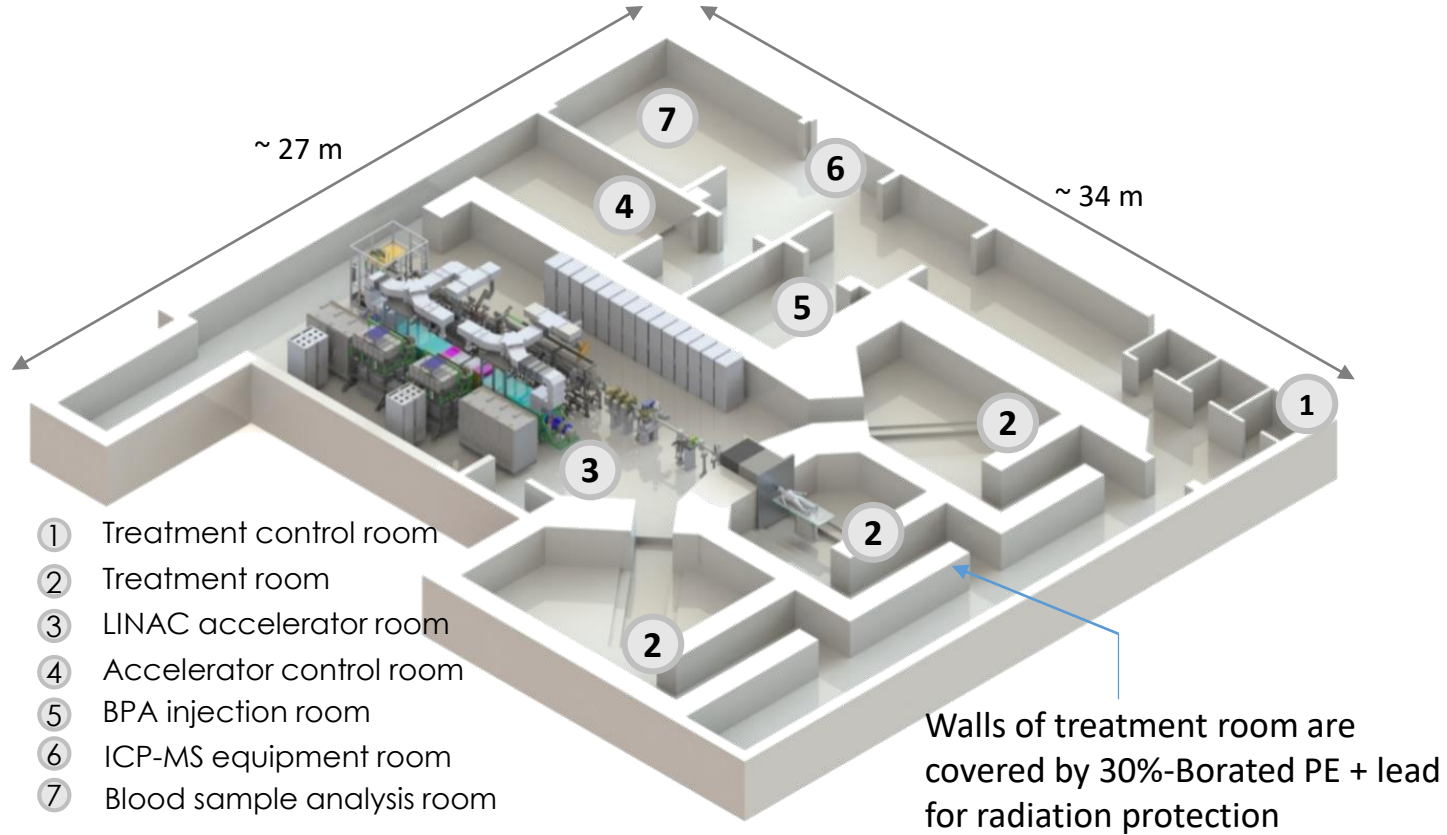 ~ 27 m
~ 34 m
7
6
4
5
1
2
3
2
2
1 Treatment control room
2 Treatment room
3 LINAC accelerator room
4 Accelerator control room
5 BPA injection room
6 ICP-MS equipment room
7 Blood sample analysis room
Walls of treatment room are
covered by 30%-Borated PE + lead
for radiation protection